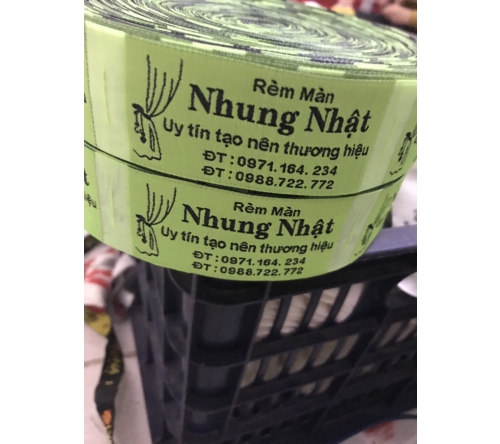 Rèm Màn
Nhung Nhật
Uy tín tạo nên thương hiệu
ĐT : 0971.164. 234
ĐT : 0988.722. 772
Rèm Màn
Nhung Nhật
Uy tín tạo nên thương hiệu
ĐT : 0971.164. 234
ĐT : 0988.722. 772
hiệu